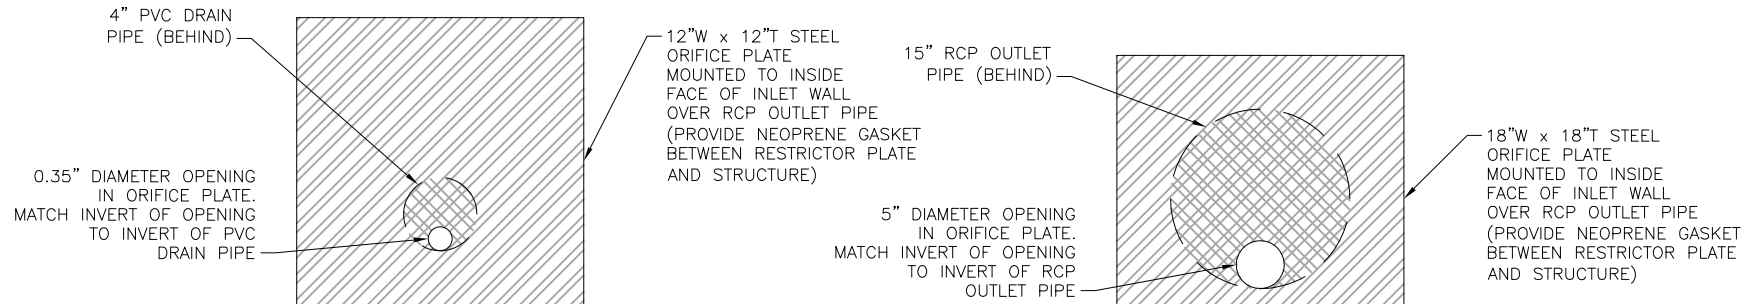 4” PVC DRAIN
PIPE (BEHIND)
0.35” DIAMETER OPENING
IN ORIFICE PLATE.
MATCH INVERT OF OPENING
TO INVERT OF PVC
DRAIN PIPE
12”W x 12”T STEEL
ORIFICE PLATE
MOUNTED TO INSIDE
FACE OF INLET WALL
OVER RCP OUTLET PIPE
(PROVIDE NEOPRENE GASKET
BETWEEN RESTRICTOR PLATE
AND STRUCTURE)
15” RCP OUTLET
PIPE (BEHIND)
5” DIAMETER OPENING
IN ORIFICE PLATE.
MATCH INVERT OF OPENING
TO INVERT OF RCP
OUTLET PIPE
18”W x 18”T STEEL
ORIFICE PLATE
MOUNTED TO INSIDE
FACE OF INLET WALL
OVER RCP OUTLET PIPE
(PROVIDE NEOPRENE GASKET
BETWEEN RESTRICTOR PLATE
AND STRUCTURE)